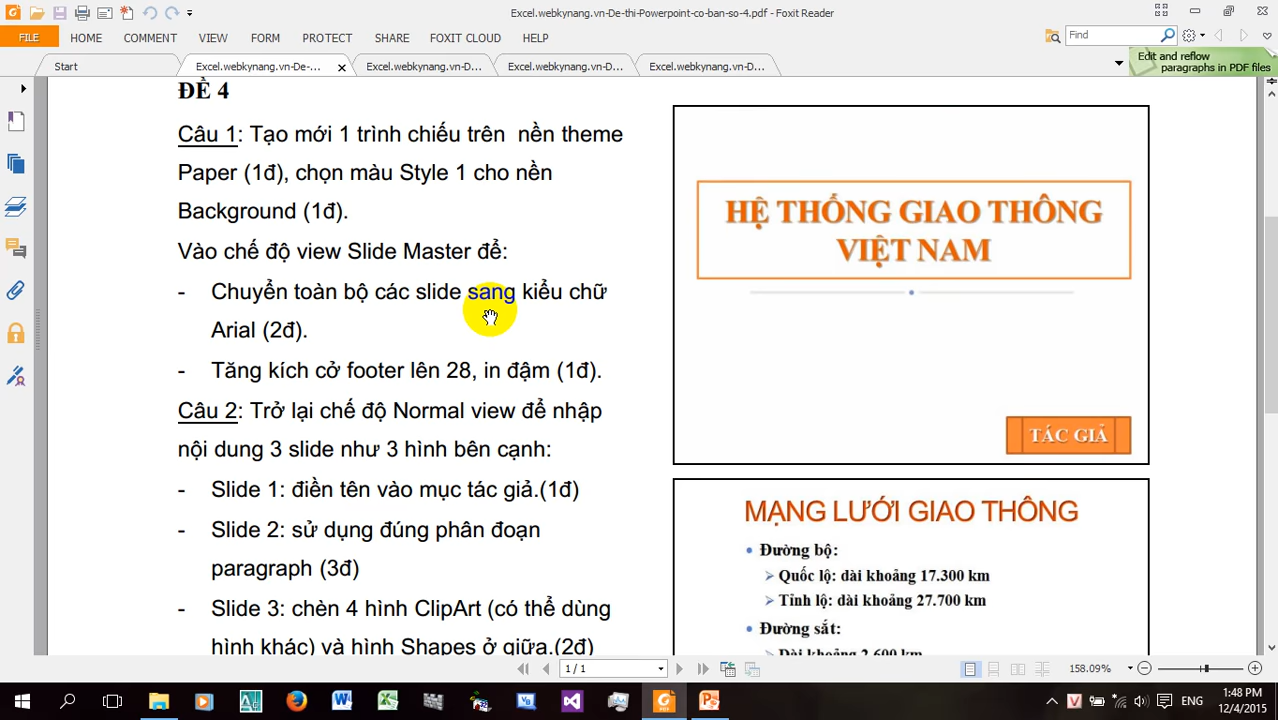 Excel.webkynang.vn-De-thi-Powerpoint-co-ban-so-4.pdf - Foxit Reader
FILE HOME COMMENT VIEW FORM PROTECT SHARE FOXIT CLOUD HELP
Find
Start
Excel.webkynang.vn-De-...
Excel.webkynang.vn-D...
Excel.webkynang.vn-D...
Excel.webkynang.vn-D...
Edit and reflow
paragraphs in PDF files
ĐỀ 4
Câu 1: Tạo mới 1 trình chiếu trên nền theme
Paper (1đ), chọn màu Style 1 cho nền
Background (1đ).
Vào chế độ view Slide Master để:
- Chuyển toàn bộ các slide sang kiểu chữ
Arial (2đ).
- Tăng kích cở footer lên 28, in đậm (1đ).
Câu 2: Trở lại chế độ Normal view để nhập
nội dung 3 slide như 3 hình bên cạnh:
- Slide 1: điền tên vào mục tác giả.(1đ)
- Slide 2: sử dụng đúng phân đoạn
paragraph (3đ)
- Slide 3: chèn 4 hình ClipArt (có thể dùng
hình khác) và hình Shapes ở giữa.(2đ)
HỆ THỐNG GIAO THÔNG
VIỆT NAM
TÁC GIẢ
MẠNG LƯỚI GIAO THÔNG
• Đường bộ:
➢ Quốc lộ: dài khoảng 17.300 km
➢ Tỉnh lộ: dài khoảng 27.700 km
• Đường sắt:
Dài khoảng 2.600 km
1 / 1
158.09%
ENG
1:48 PM
12/4/2015